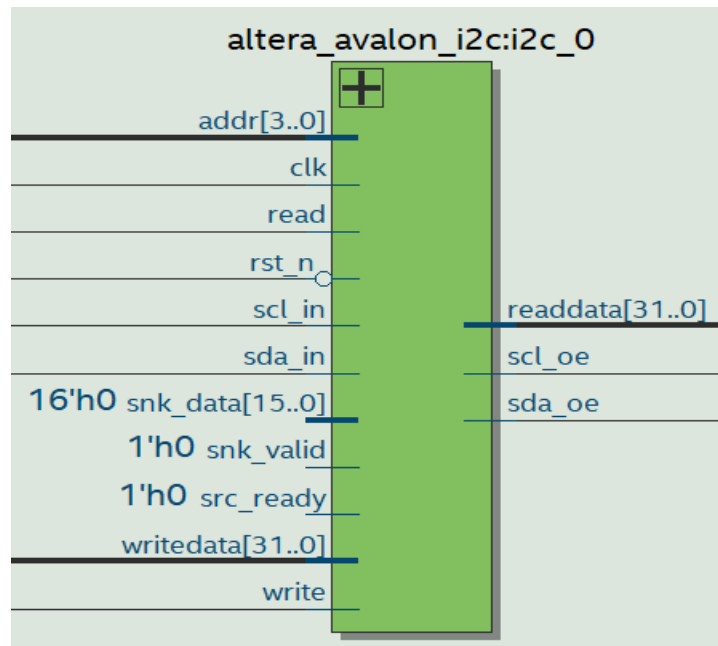 altera_avalon_i2c:i2c_0
addr[3..0]
clk
read
rst_n
scl_in
readdata[31..0]
sda_in
scl_oe
16'h0 snk_data[15..0]
sda_oe
1'h0 snk_valid
1'h0 src_ready
writedata[31..0]
write